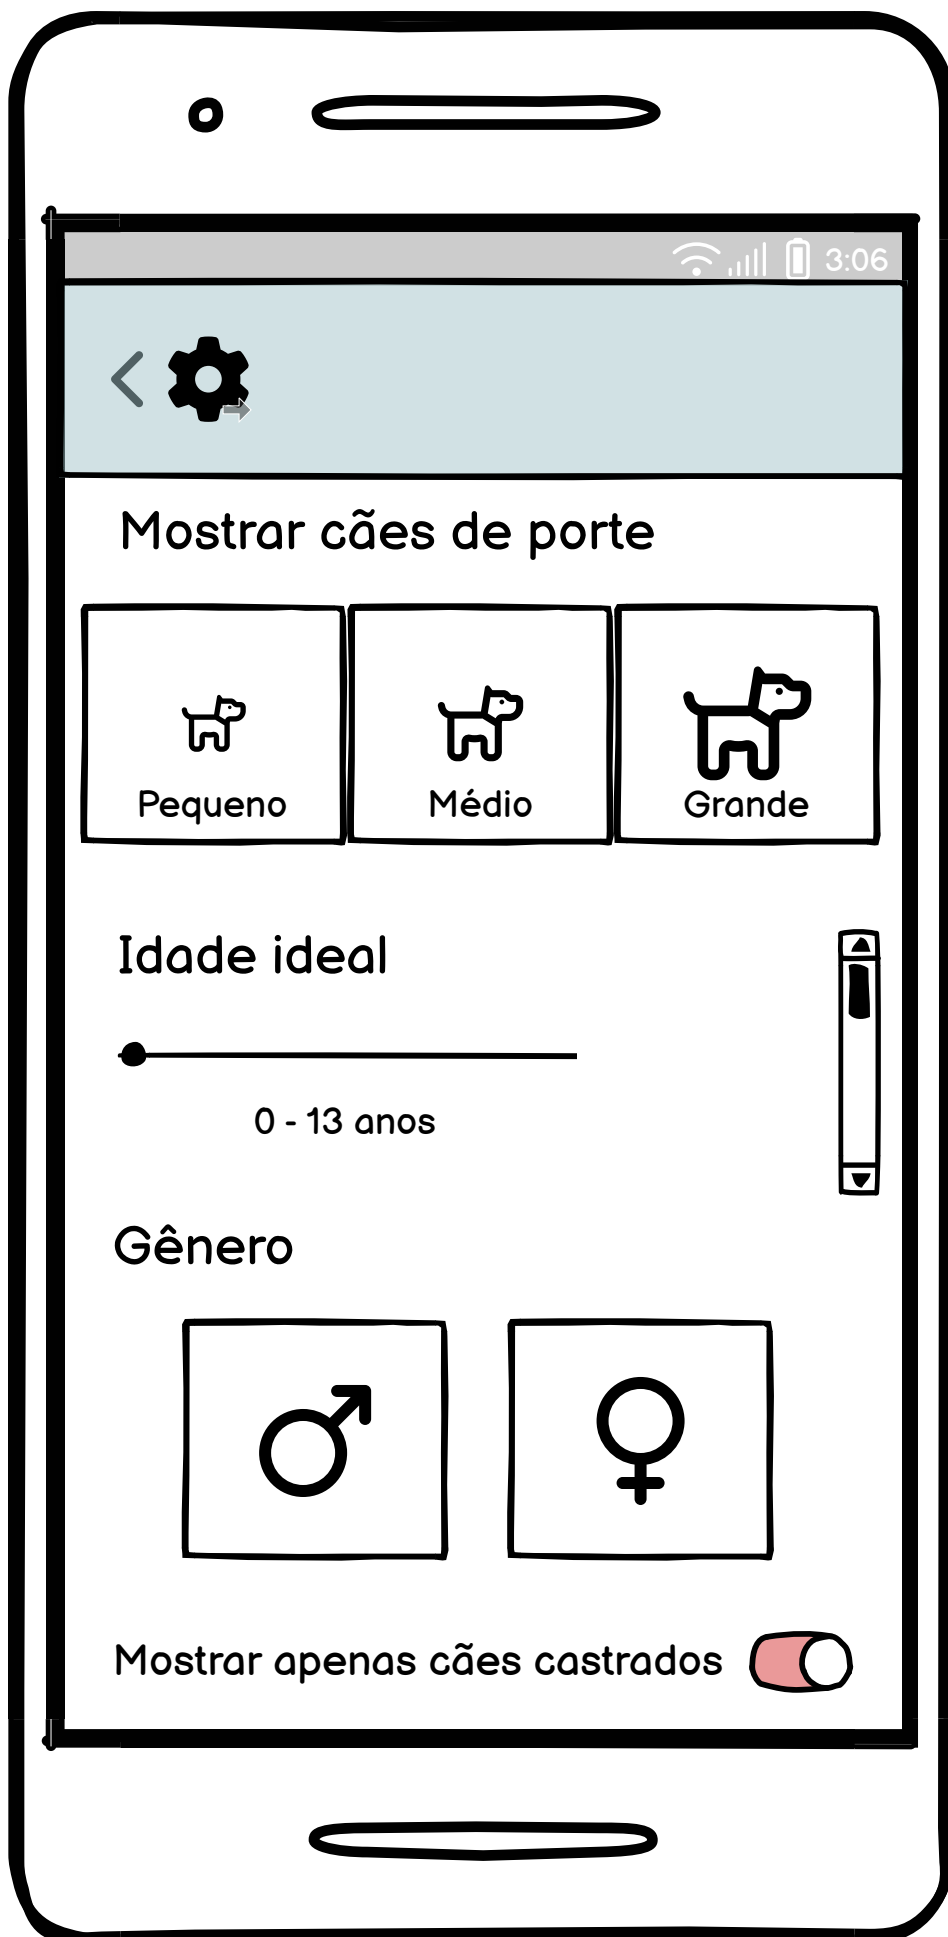 3:06
Mostrar cães de porte
Pequeno Médio Grande
Idade ideal
0 - 13 anos
Gênero
Mostrar apenas cães castrados